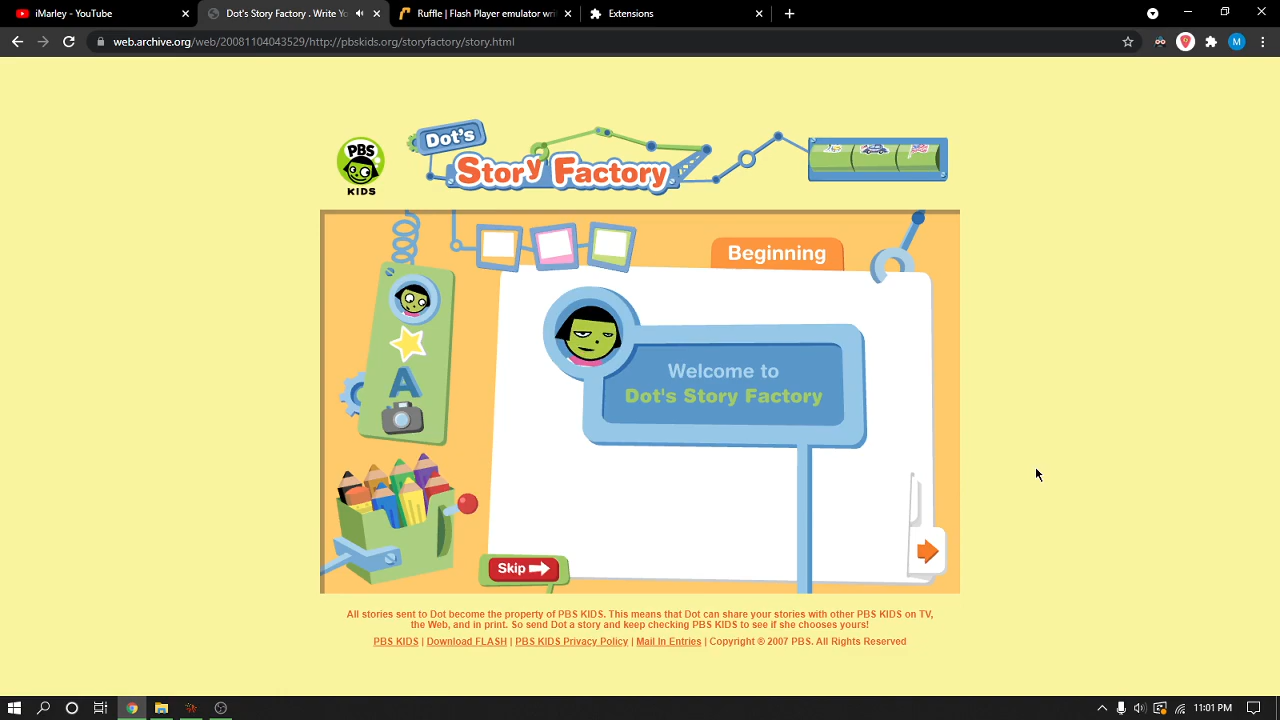 iMarley - YouTube
Dot's Story Factory . Write Yo
Ruffle | Flash Player emulator wri
Extensions
web.archive.org/web/20081104043529/http://pbskids.org/storyfactory/story.html
M
PBS
KIDS
Dot's
Story Factory
Beginning
A
Welcome to
Dot's Story Factory
Skip
All stories sent to Dot become the property of PBS KIDS. This means that Dot can share your stories with other PBS KIDS on TV,
the Web, and in print. So send Dot a story and keep checking PBS KIDS to see if she chooses yours!
PBS KIDS | Download FLASH | PBS KIDS Privacy Policy | Mail In Entries | Copyright © 2007 PBS. All Rights Reserved
11:01 PM